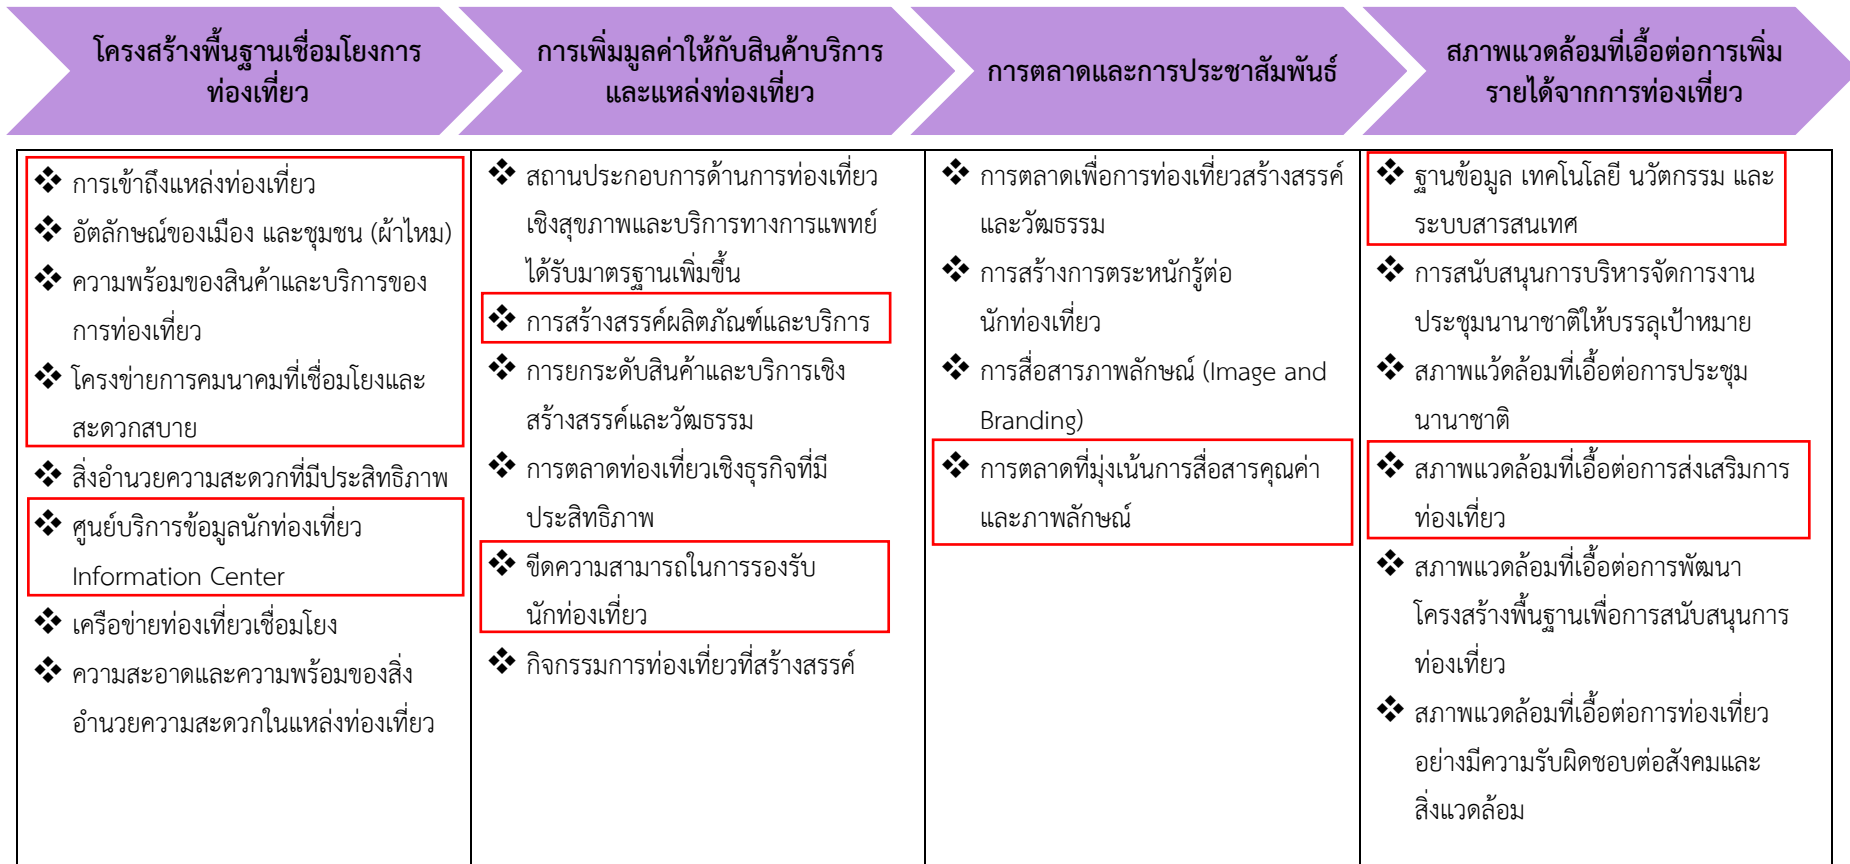 โครงสร้างพื้นฐานเชื่อมโยงการ
ท่องเที่ยว
การเพิ่มมูลค่าให้กับสินค้าบริการ
และแหล่งท่องเที่ยว
การตลาดและการประชาสัมพันธ์
สภาพแวดล้อมที่เอื้อต่อการเพิ่ม
รายได้จากการท่องเที่ยว
❖ การเข้าถึงแหล่งท่องเที่ยว
❖ อัตลักษณ์ของเมือง และชุมชน (ผ้าไหม)
❖ ความพร้อมของสินค้าและบริการของ
การท่องเที่ยว
❖ โครงข่ายการคมนาคมที่เชื่อมโยงและ
สะดวกสบาย
❖ สิ่งอำนวยความสะดวกที่มีประสิทธิภาพ
❖ ศูนย์บริการข้อมูลนักท่องเที่ยว
Information Center
❖ เครือข่ายท่องเที่ยวเชื่อมโยง
❖ ความสะอาดและความพร้อมของสิ่ง
อำนวยความสะดวกในแหล่งท่องเที่ยว
❖ สถานประกอบการด้านการท่องเที่ยว
เชิงสุขภาพและบริการทางการแพทย์
ได้รับมาตรฐานเพิ่มขึ้น
❖ การสร้างสรรค์ผลิตภัณฑ์และบริการ
❖ การยกระดับสินค้าและบริการเชิง
สร้างสรรค์และวัฒธรรม
❖ การตลาดท่องเที่ยวเชิงธุรกิจที่มี
ประสิทธิภาพ
❖ ขีดความสามารถในการรองรับ
นักท่องเที่ยว
❖ กิจกรรมการท่องเที่ยวที่สร้างสรรค์
❖ การตลาดเพื่อการท่องเที่ยวสร้างสรรค์
และวัฒธรรม
❖ การสร้างการตระหนักรู้ต่อ
นักท่องเที่ยว
❖ การสื่อสารภาพลักษณ์ (Image and
Branding)
❖ การตลาดที่มุ่งเน้นการสื่อสารคุณค่า
และภาพลักษณ์
❖ ฐานข้อมูล เทคโนโลยี นวัตกรรม และ
ระบบสารสนเทศ
❖ การสนับสนุนการบริหารจัดการงาน
ประชุมนานาชาติให้บรรลุเป้าหมาย
❖ สภาพแว้ดล้อมที่เอื้อต่อการประชุม
นานาชาติ
❖ สภาพแวดล้อมที่เอื้อต่อการส่งเสริมการ
ท่องเที่ยว
❖ สภาพแวดล้อมที่เอื้อต่อการพัฒนา
โครงสร้างพื้นฐานเพื่อการสนับสนุนการ
ท่องเที่ยว
❖ สภาพแวดล้อมที่เอื้อต่อการท่องเที่ยว
อย่างมีความรับผิดชอบต่อสังคมและ
สิ่งแวดล้อม